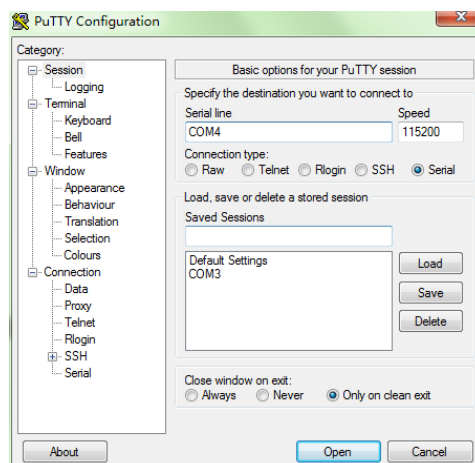 PuTTY Configuration
Category:
Session
Logging
Terminal
Keyboard
Bell
Features
Window
Appearance
Behaviour
Translation
Selection
Colours
Connection
Data
Proxy
Telnet
Rlogin
SSH
Serial
Basic options for your PuTTY session
Specify the destination you want to connect to
Serial line Speed
COM4 115200
Connection type:
Raw Telnet Rlogin SSH Serial
Load, save or delete a stored session
Saved Sessions
Default Settings
COM3
Load
Save
Delete
Close window on exit:
Always Never Only on clean exit
About Open Cancel